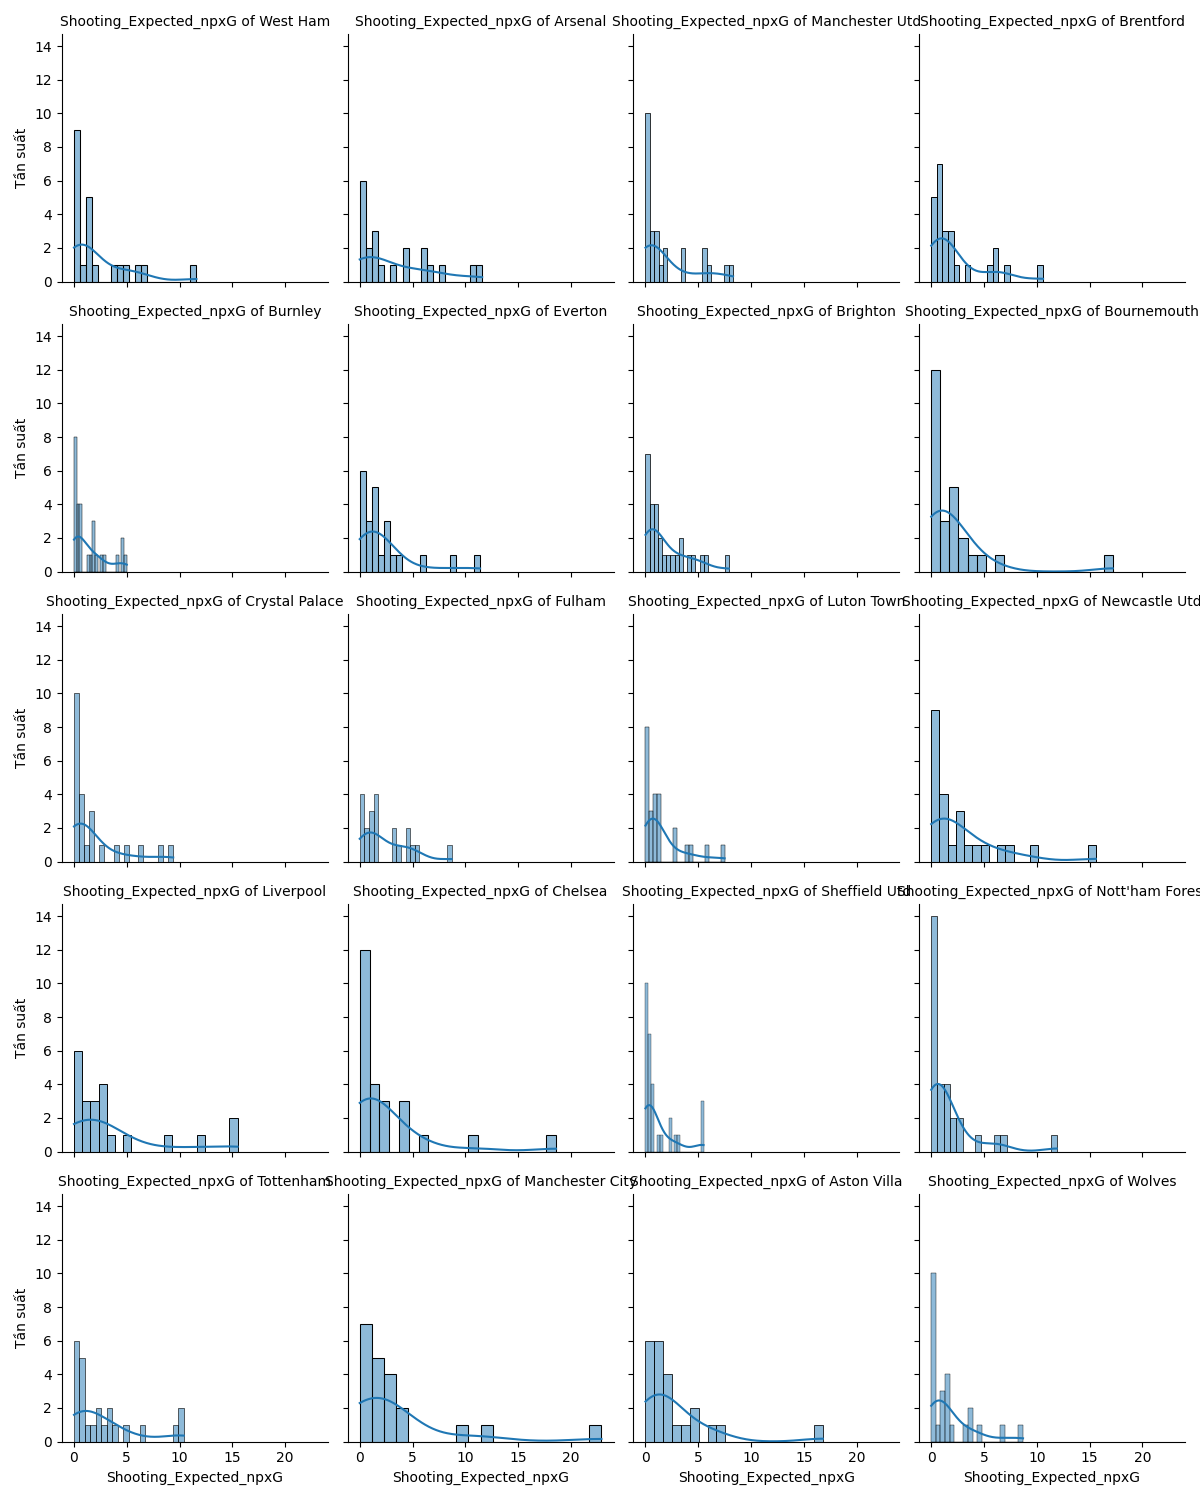 Shooting_Expected_npxG of West Ham
Shooting_Expected_npxG of Arsenal
Shooting_Expected_npxG of Manchester Utd
Shooting_Expected_npxG of Brentford
14
12
10
8
6
4
2
0
Tần suất
Shooting_Expected_npxG of Burnley
Shooting_Expected_npxG of Everton
Shooting_Expected_npxG of Brighton
Shooting_Expected_npxG of Bournemouth
14
12
10
8
6
4
2
0
Tần suất
Shooting_Expected_npxG of Crystal Palace
Shooting_Expected_npxG of Fulham
Shooting_Expected_npxG of Luton Town
Shooting_Expected_npxG of Newcastle Utd
14
12
10
8
6
4
2
0
Tần suất
Shooting_Expected_npxG of Liverpool
Shooting_Expected_npxG of Chelsea
Shooting_Expected_npxG of Sheffield Utd
Shooting_Expected_npxG of Nott'ham Fores
14
12
10
8
6
4
2
0
Tần suất
Shooting_Expected_npxG of Tottenham
Shooting_Expected_npxG of Manchester City
Shooting_Expected_npxG of Aston Villa
Shooting_Expected_npxG of Wolves
14
12
10
8
6
4
2
0
Tần suất
0 5 10 15 20
0 5 10 15 20
0 5 10 15 20
0 5 10 15 20
Shooting_Expected_npxG
Shooting_Expected_npxG
Shooting_Expected_npxG
Shooting_Expected_npxG